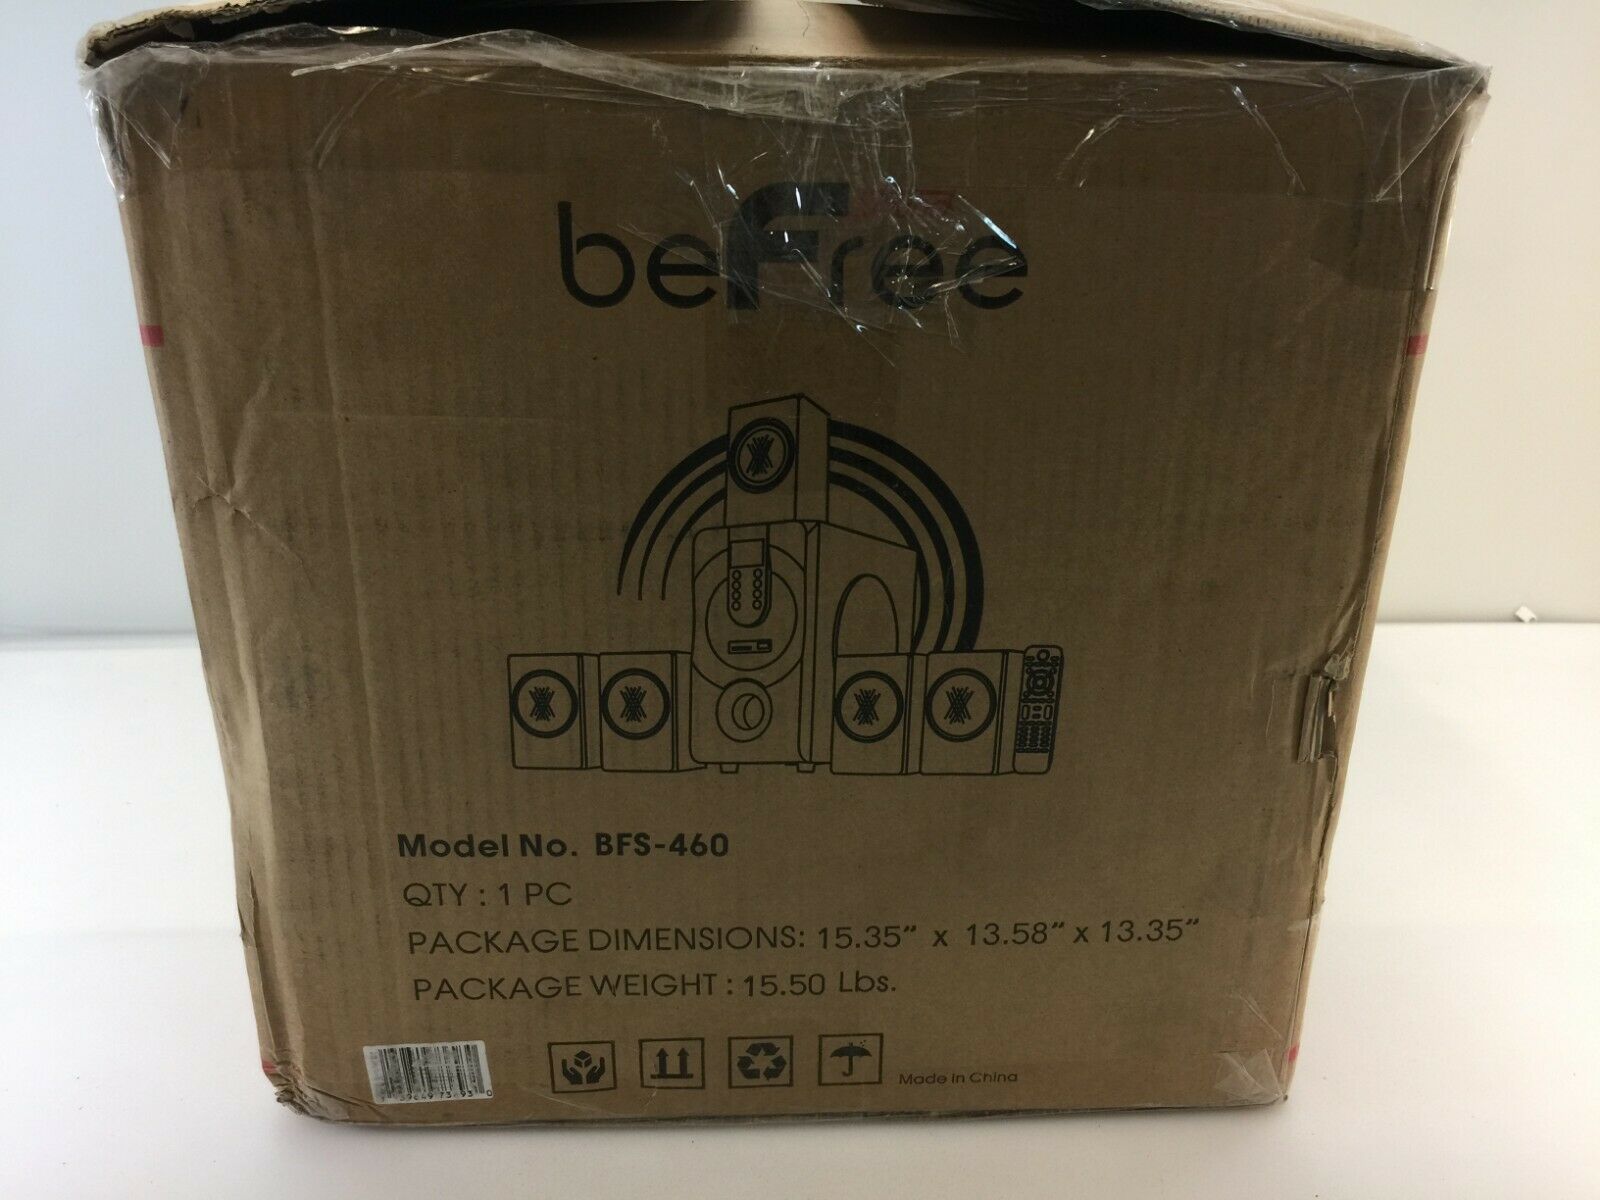 beFree
Model No. BFS-460
QTY : 1 PC
PACKAGE DIMENSIONS: 15.35" x 13.58" x 13.35"
PACKAGE WEIGHT : 15.50 Lbs.
Made in China